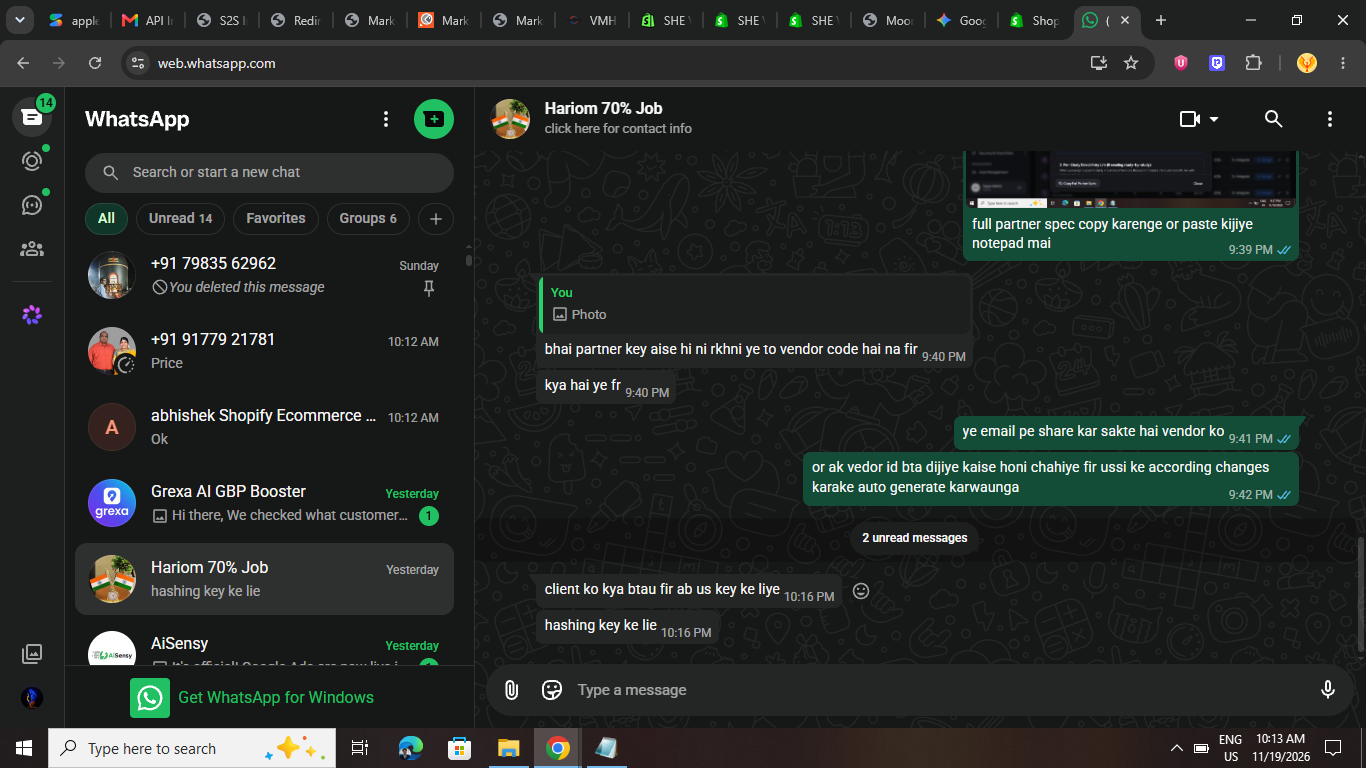 apple
API I
S2S I
Redir
Mark
Mark
Mark
VMH
SHE
SHE
SHE
Moor
Goog
Shop
(
web.whatsapp.com
14
WhatsApp
Search or start a new chat
All
Unread 14
Favorites
Groups 6
+91 79835 62962
Sunday
You deleted this message
+91 91779 21781
10:12 AM
Price
A
abhishek Shopify Ecommerce ...
10:12 AM
Ok
grexa
Grexa AI GBP Booster
Yesterday
Hi there, We checked what customer...
1
Hariom 70% Job
Yesterday
hashing key ke lie
AiSensy
AiSensy
Yesterday
Get WhatsApp for Windows
Hariom 70% Job
click here for contact info
full partner spec copy karenge or paste kijiye
notepad mai
9:39 PM
You
Photo
bhai partner key aise hi ni rkhni ye to vendor code hai na fir
9:40 PM
kya hai ye fr
9:40 PM
ye email pe share kar sakte hai vendor ko
9:41 PM
or ak vedor id bta dijiye kaise honi chahiye fir ussi ke according changes
karake auto generate karwaunga
9:42 PM
2 unread messages
client ko kya btau fir ab us key ke liye
10:16 PM
hashing key ke lie
10:16 PM
Type a message
Type here to search
ENG
US
10:13 AM
11/19/2026